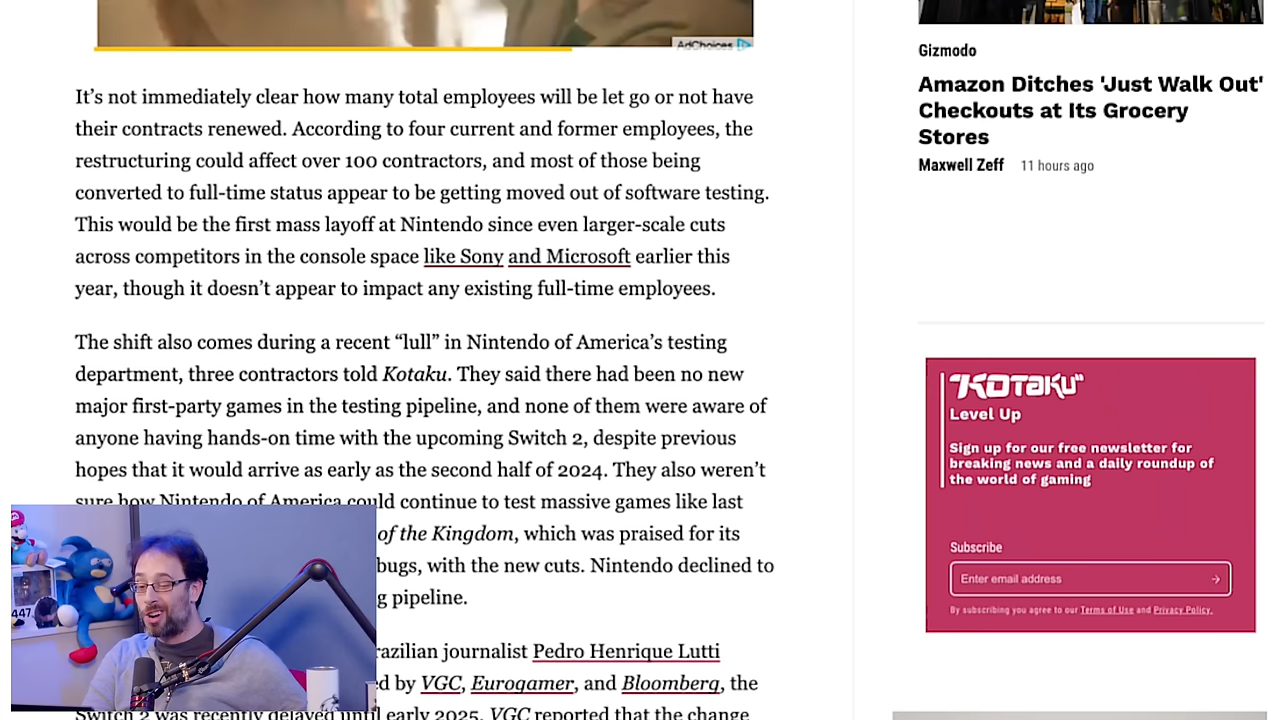 AdChoices
It’s not immediately clear how many total employees will be let go or not have
their contracts renewed. According to four current and former employees, the
restructuring could affect over 100 contractors, and most of those being
converted to full-time status appear to be getting moved out of software testing.
This would be the first mass layoff at Nintendo since even larger-scale cuts
across competitors in the console space like Sony and Microsoft earlier this
year, though it doesn’t appear to impact any existing full-time employees.
The shift also comes during a recent “lull” in Nintendo of America’s testing
department, three contractors told Kotaku. They said there had been no new
major first-party games in the testing pipeline, and none of them were aware of
anyone having hands-on time with the upcoming Switch 2, despite previous
hopes that it would arrive as early as the second half of 2024. They also weren’t
sure how Nintendo of America could continue to test massive games like last
of the Kingdom, which was praised for its
bugs, with the new cuts. Nintendo declined to
g pipeline.
razilian journalist Pedro Henrique Lutti
d by VGC, Eurogamer, and Bloomberg, the
Switch 2 was recently delayed until early 2025. VGC reported that the change
447
Gizmodo
Amazon Ditches 'Just Walk Out'
Checkouts at Its Grocery
Stores
Maxwell Zeff 11 hours ago
KOTAKU
Level Up
Sign up for our free newsletter for
breaking news and a daily roundup of
the world of gaming
Subscribe
Enter email address
By subscribing you agree to our Terms of Use and Privacy Policy.